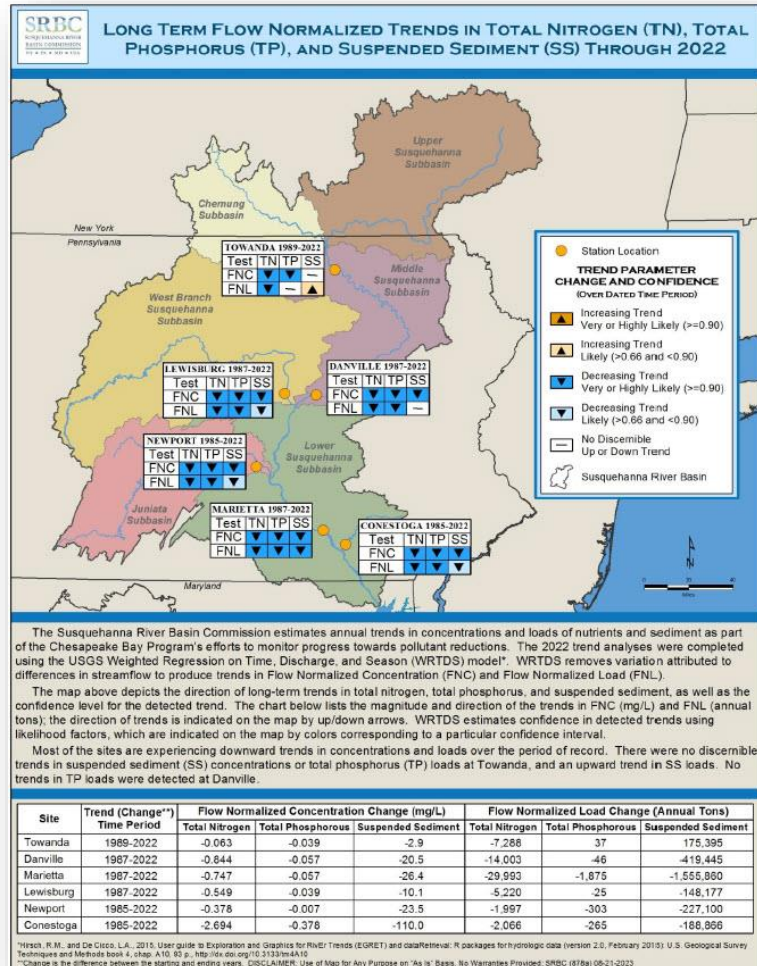 SRBC
SUSQUEHANNA RIVER
BASIN COMMISSION
NY • PA • MD • USA
LONG TERM FLOW NORMALIZED TRENDS IN TOTAL NITROGEN (TN), TOTAL
PHOSPHORUS (TP), AND SUSPENDED SEDIMENT (SS) THROUGH 2022
Upper
Susquehanna
Subbasin
Chemung
Subbasin
New York
Pennsylvania
TOWANDA 1989-2022
Test TN TP SS
FNC ▼ ▼ –
FNL ▼ – ▲
Middle
Susquehanna
Subbasin
West Branch
Susquehanna
Subbasin
LEWISBURG 1987-2022
Test TN TP SS
FNC ▼ ▼ ▼
FNL ▼ ▼ ▼
DANVILLE 1987-2022
Test TN TP SS
FNC ▼ ▼ ▼
FNL ▼ ▼ –
NEWPORT 1985-2022
Test TN TP SS
FNC ▼ ▼ ▼
FNL ▼ ▼ ▼
Lower
Susquehanna
Subbasin
Juniata
Subbasin
MARIETTA 1987-2022
Test TN TP SS
FNC ▼ ▼ ▼
FNL ▼ ▼ ▼
CONESTOGA 1985-2022
Test TN TP SS
FNC ▼ ▼ ▼
FNL ▼ ▼ ▼
Maryland
Station Location
TREND PARAMETER
CHANGE AND CONFIDENCE
(OVER DATED TIME PERIOD)
Increasing Trend
Very or Highly Likely (>=0.90)
Increasing Trend
Likely (>0.66 and <0.90)
Decreasing Trend
Very or Highly Likely (>=0.90)
Decreasing Trend
Likely (>0.66 and <0.90)
No Discernible
Up or Down Trend
Susquehanna River Basin
N
0 20 40
Miles
The Susquehanna River Basin Commission estimates annual trends in concentrations and loads of nutrients and sediment as part
of the Chesapeake Bay Program's efforts to monitor progress towards pollutant reductions. The 2022 trend analyses were completed
using the USGS Weighted Regression on Time, Discharge, and Season (WRTDS) model*. WRTDS removes variation attributed to
differences in streamflow to produce trends in Flow Normalized Concentration (FNC) and Flow Normalized Load (FNL).
The map above depicts the direction of long-term trends in total nitrogen, total phosphorus, and suspended sediment, as well as the
confidence level for the detected trend. The chart below lists the magnitude and direction of the trends in FNC (mg/L) and FNL (annual
tons); the direction of trends is indicated on the map by up/down arrows. WRTDS estimates confidence in detected trends using
likelihood factors, which are indicated on the map by colors corresponding to a particular confidence interval.
Most of the sites are experiencing downward trends in concentrations and loads over the period of record. There were no discernible
trends in suspended sediment (SS) concentrations or total phosphorus (TP) loads at Towanda, and an upward trend in SS loads. No
trends in TP loads were detected at Danville.
Site Trend (Change**) Time Period Flow Normalized Concentration Change (mg/L) Flow Normalized Load Change (Annual Tons)
Total Nitrogen Total Phosphorous Suspended Sediment Total Nitrogen Total Phosphorous Suspended Sediment
Towanda 1989-2022 -0.063 -0.039 -2.9 -7,288 37 175,395
Danville 1987-2022 -0.844 -0.057 -20.5 -14,003 -46 -419,445
Marietta 1987-2022 -0.747 -0.057 -26.4 -29,993 -1,875 -1,555,860
Lewisburg 1987-2022 -0.549 -0.039 -10.1 -5,220 -25 -148,177
Newport 1985-2022 -0.378 -0.007 -23.5 -1,997 -303 -227,100
Conestoga 1985-2022 -2.694 -0.378 -110.0 -2,066 -265 -188,866
*Hirsch, R.M., and De Cicco, L.A., 2015, User guide to Exploration and Graphics for RivEr Trends (EGRET) and dataRetrieval: R packages for hydrologic data (version 2.0, February 2015): U.S. Geological Survey
Techniques and Methods book 4, chap. A10, 93 p., http://dx.doi.org/10.3133/tm4A10
**Change is the difference between the starting and ending years. DISCLAIMER: Use of Map for Any Purpose on "As Is" Basis. No Warranties Provided. SRBC (878a) 08-21-2023